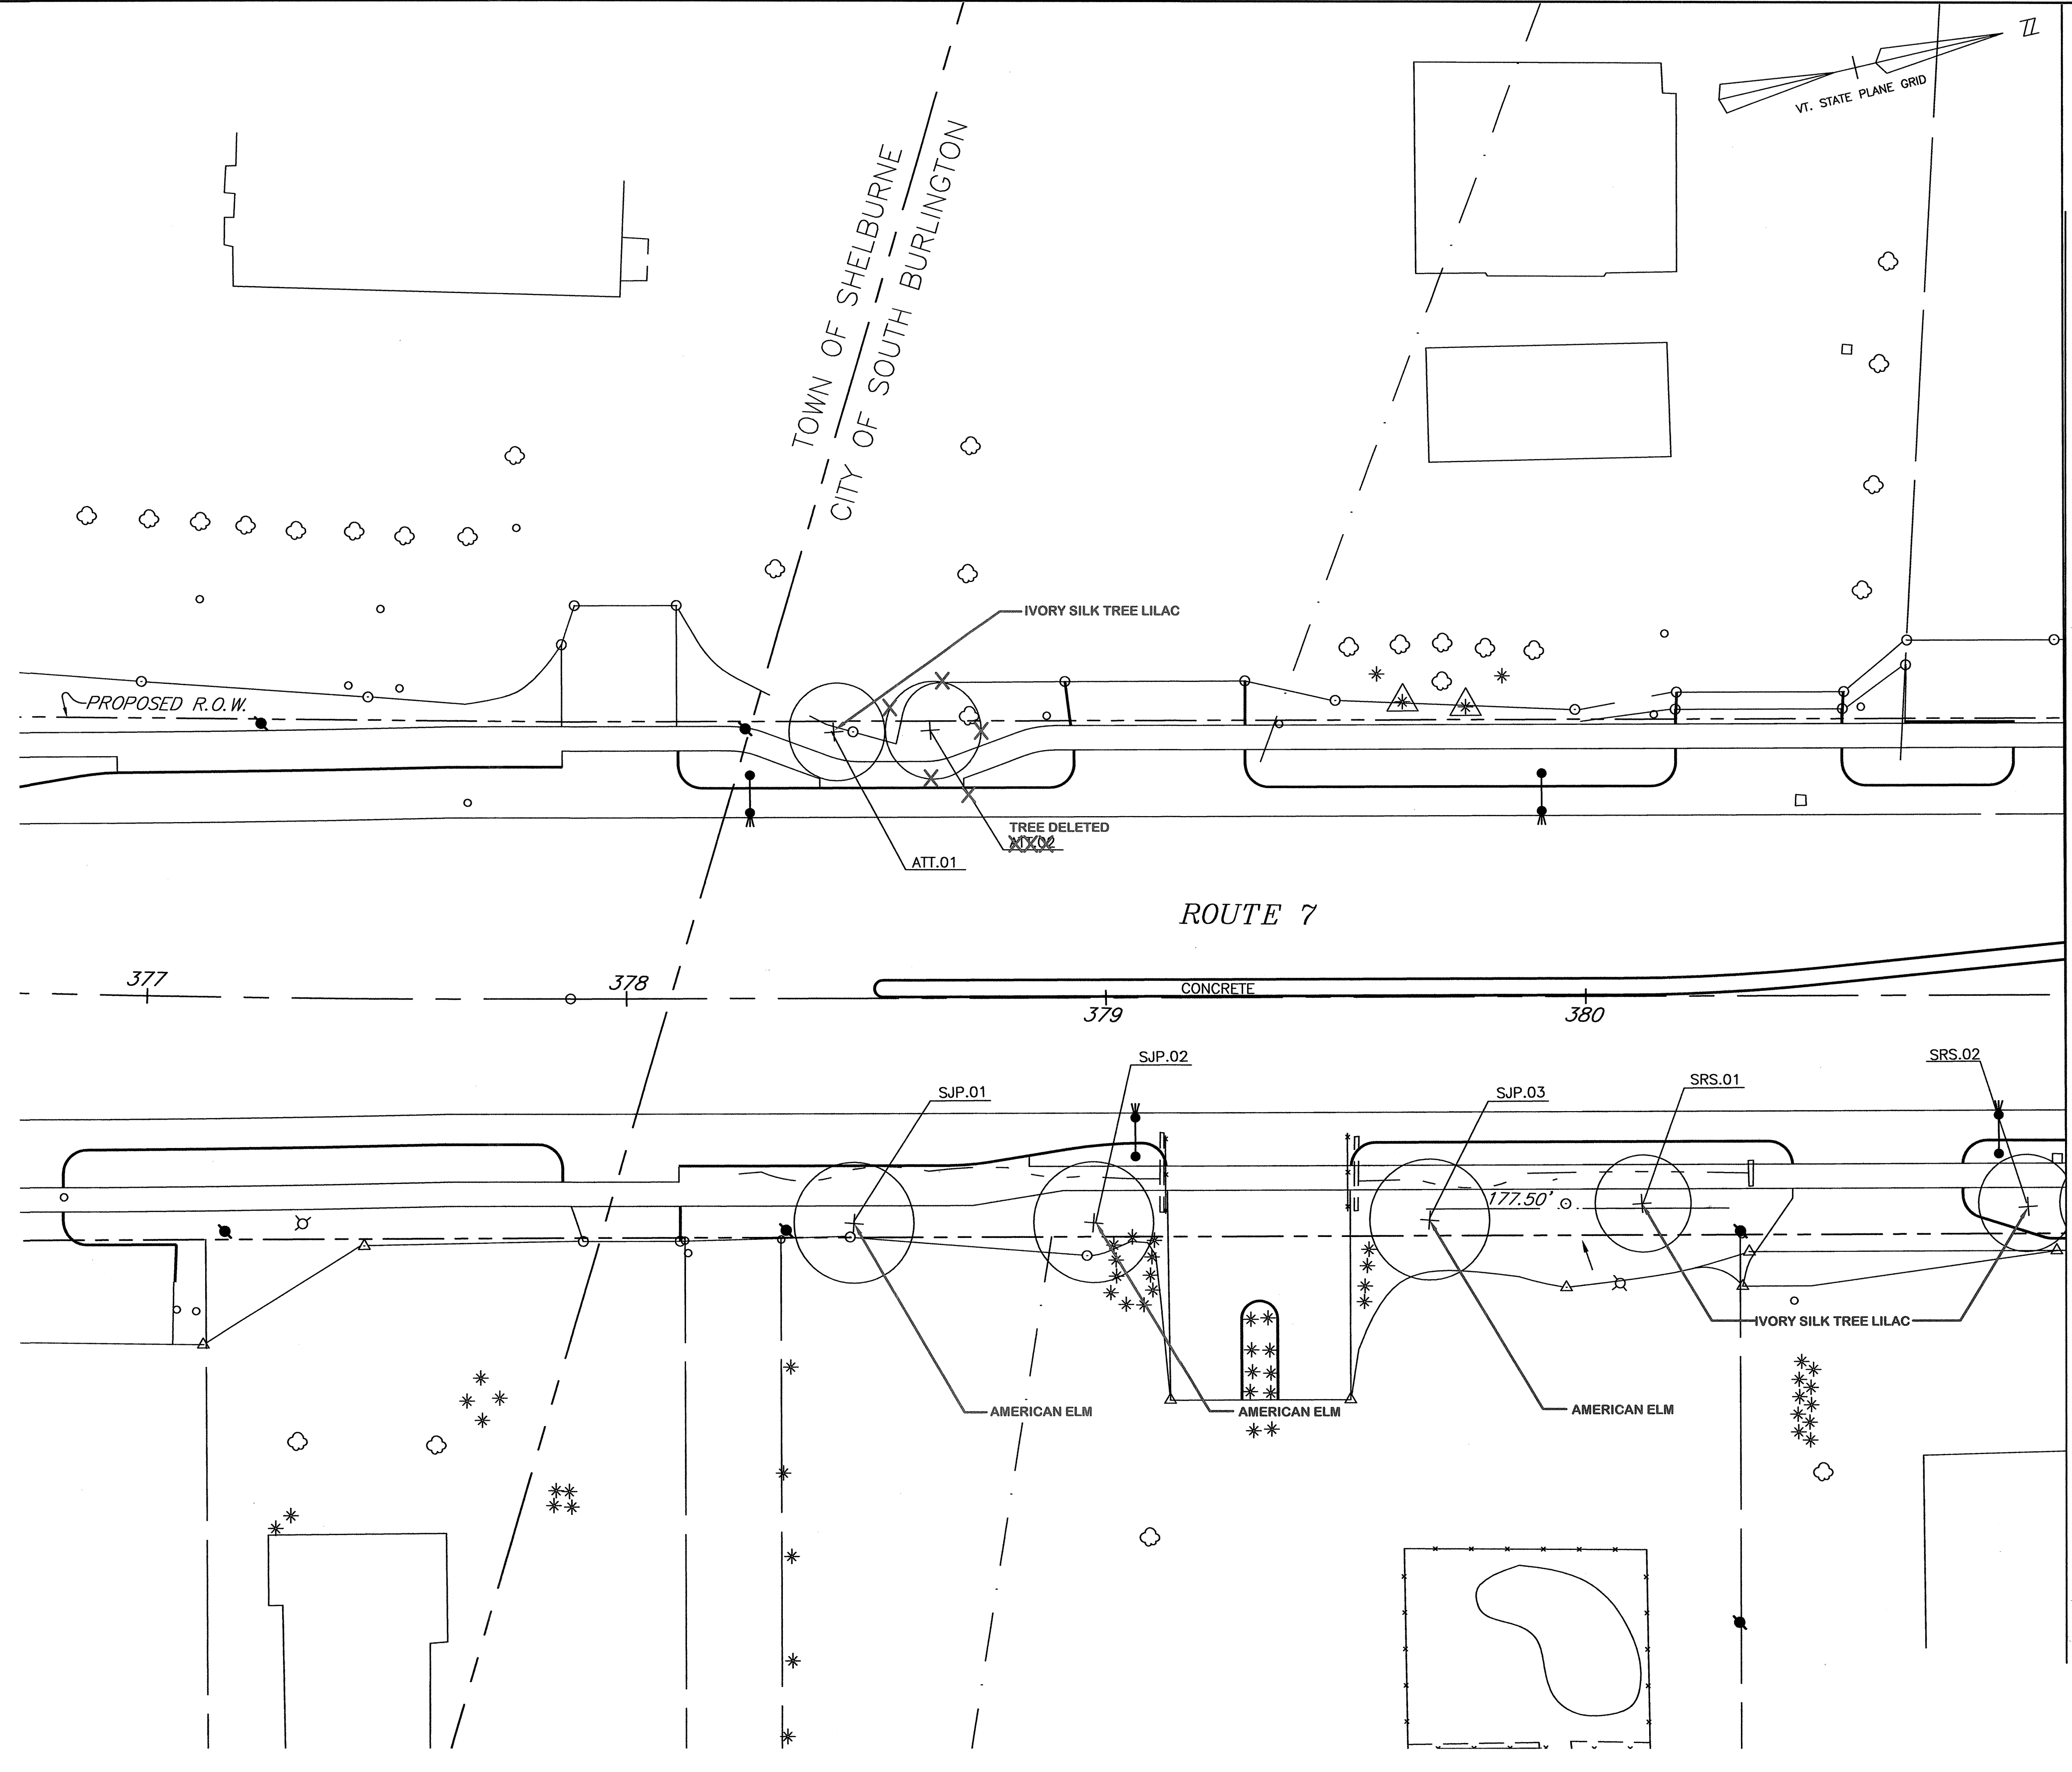 Z
VT. STATE PLANE GRID
TOWN OF SHELBURNE
CITY OF SOUTH BURLINGTON
IVORY SILK TREE LILAC
PROPOSED R.O.W.
TREE DELETED
ATT.02
ATT.01
ROUTE 7
377
378
CONCRETE
379
380
SJP.02
SRS.02
SJP.01
SJP.03
SRS.01
177.50'
IVORY SILK TREE LILAC
AMERICAN ELM
AMERICAN ELM
AMERICAN ELM